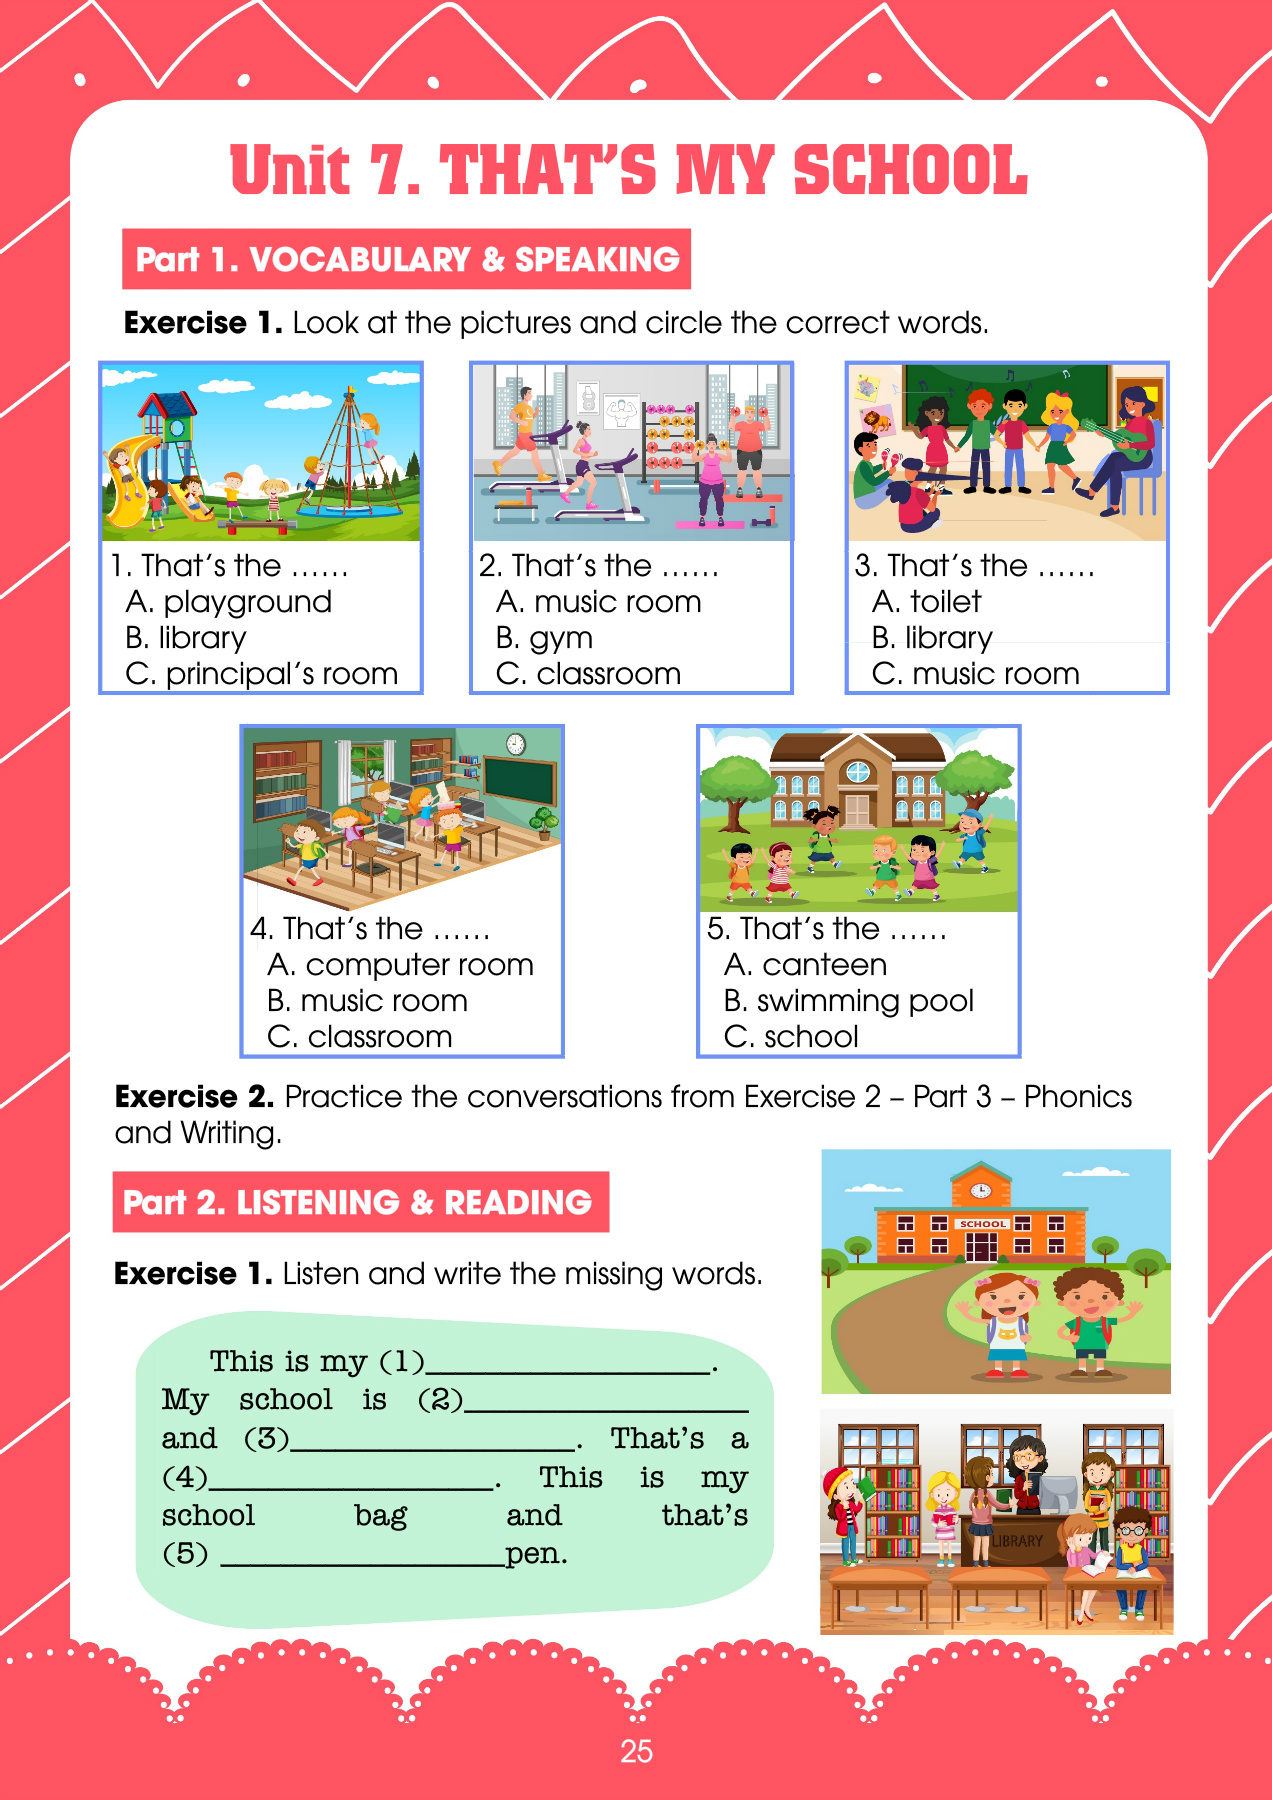 Unit 7. THAT'S MY SCHOOL
Part 1. VOCABULARY & SPEAKING
Exercise 1. Look at the pictures and circle the correct words.
1. That's the ......
A. playground
B. library
C. principal's room
2. That's the ......
A. music room
B. gym
C. classroom
3. That's the ......
A. toilet
B. library
C. music room
4. That's the ......
A. computer room
B. music room
C. classroom
5. That's the ......
A. canteen
B. swimming pool
C. school
Exercise 2. Practice the conversations from Exercise 2 – Part 3 – Phonics
and Writing.
Part 2. LISTENING & READING
SCHOOL
Exercise 1. Listen and write the missing words.
This is my (1)___________________.
My school is (2)___________________
and (3)___________________. That's a
(4)___________________. This is my
school bag and that's
(5) ___________________pen.
LIBRARY
25